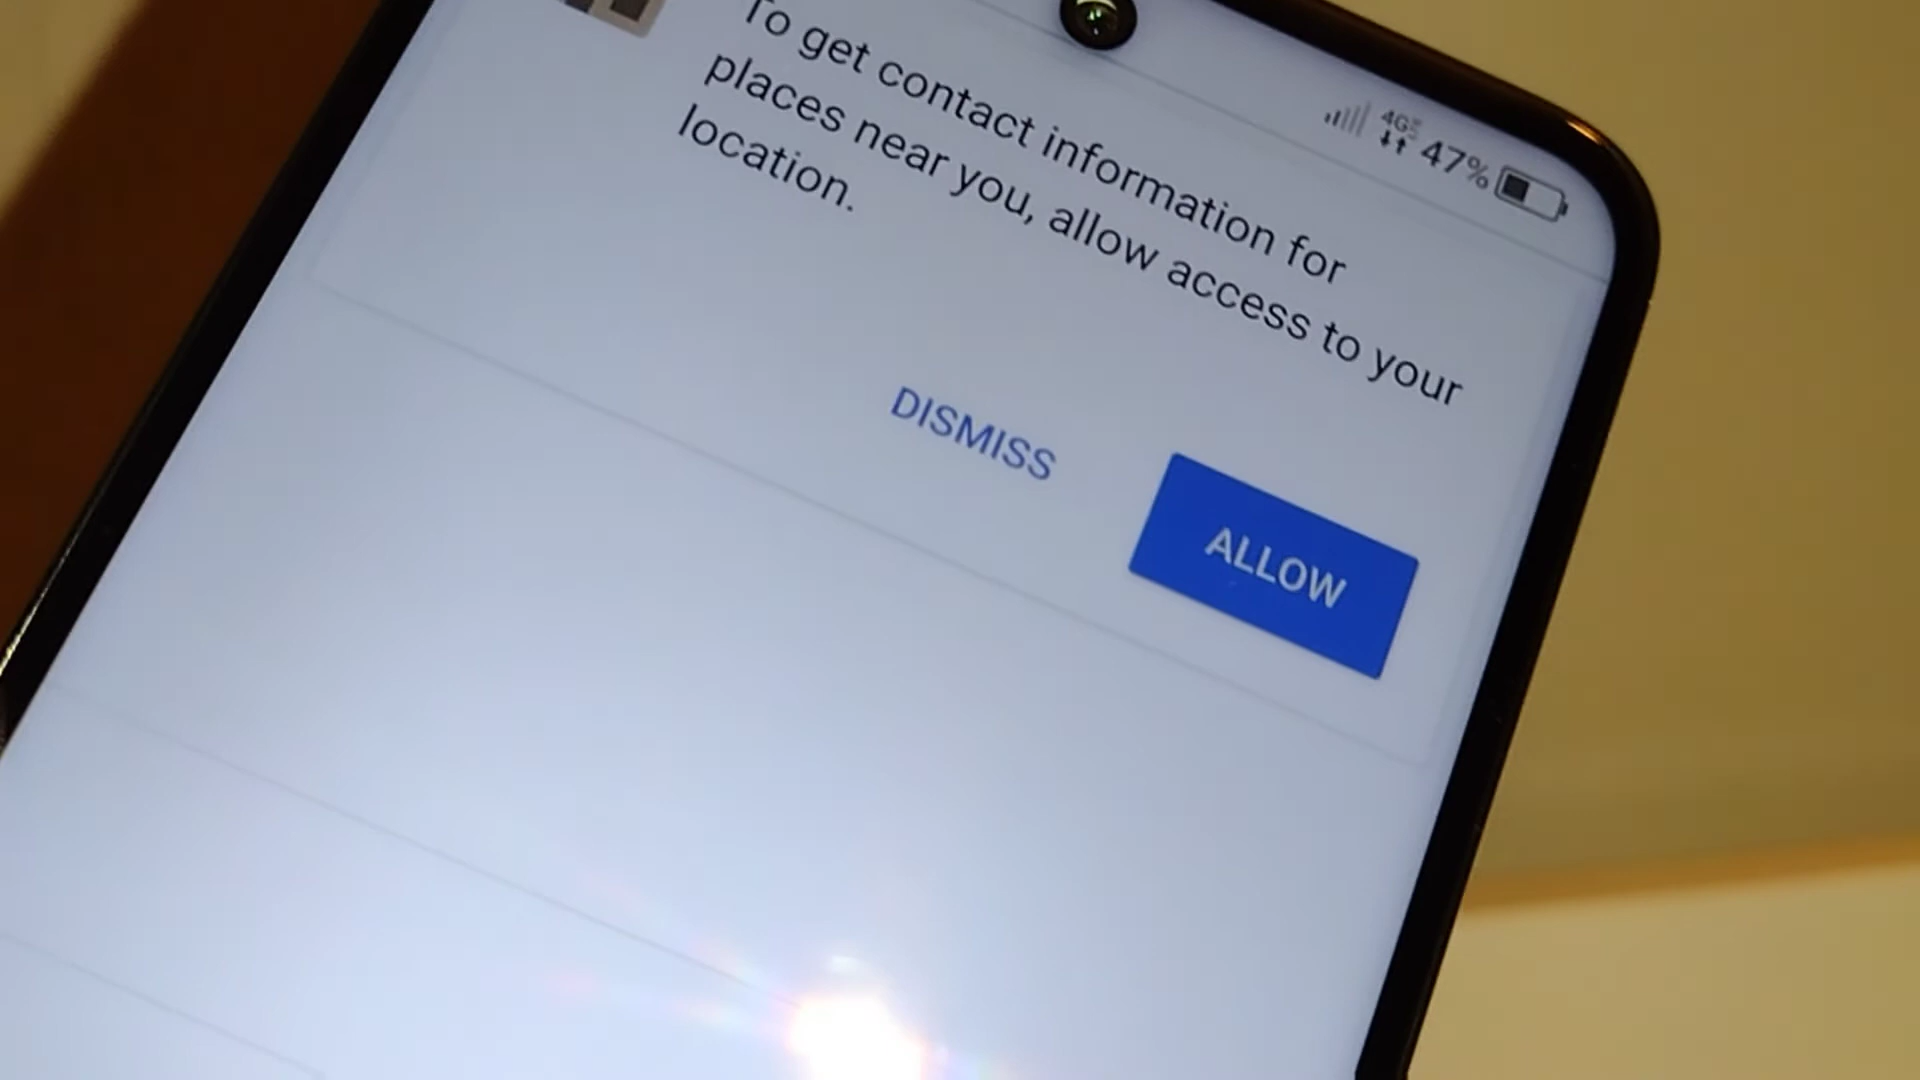 4G 47%
To get contact information for
places near you, allow access to your
location.
DISMISS
ALLOW